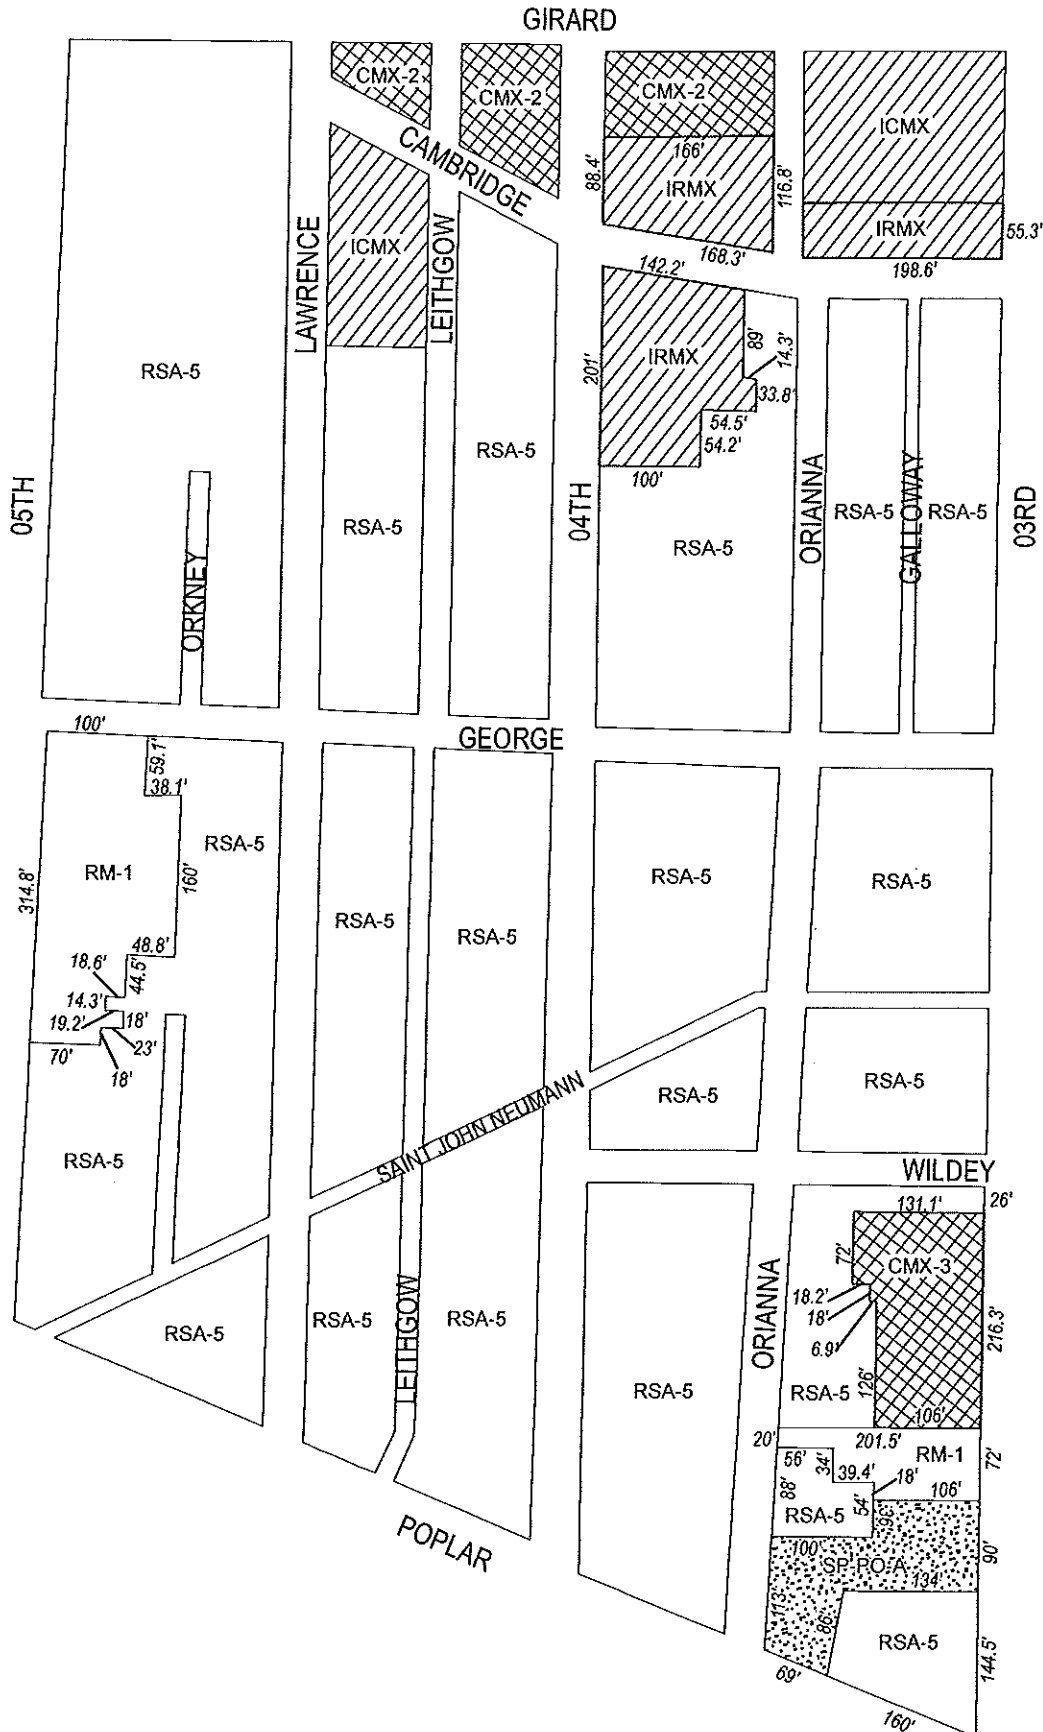 GIRARD
CMX-2
CMX-2
CMX-2
ICMX
CAMBRIDGE
166'
88.4'
IRMX
116.8'
IRMX
55.3'
198.6'
168.3'
142.2'
LAWRENCE
ICMX
LEITHGOW
RSA-5
201'
IRMX
89'
14.3'
33.8'
54.5'
54.2'
100'
RSA-5
05TH
04TH
ORIANNA
GALLOWAY
03RD
RSA-5
RSA-5
RSA-5
RSA-5
ORKNEY
100'
GEORGE
59.1'
38.1'
RSA-5
RM-1
160'
314.8'
RSA-5
RSA-5
RSA-5
RSA-5
48.8'
44.5'
18.6'
14.3'
19.2'
18'
23'
70'
18'
RSA-5
RSA-5
RSA-5
SAINT JOHN NEUMANN
WILDEY
131.1'
26'
72'
CMX-3
18.2'
18'
6.9'
216.3'
126'
ORIANNA
LEITHGOW
RSA-5
RSA-5
RSA-5
RSA-5
RSA-5
106'
20'
201.5'
RM-1
72'
56'
34'
39.4'
18'
106'
88'
54'
36'
RSA-5
100'
SP-PO-A
90'
134'
113'
86'
RSA-5
144.5'
69'
160'
POPLAR